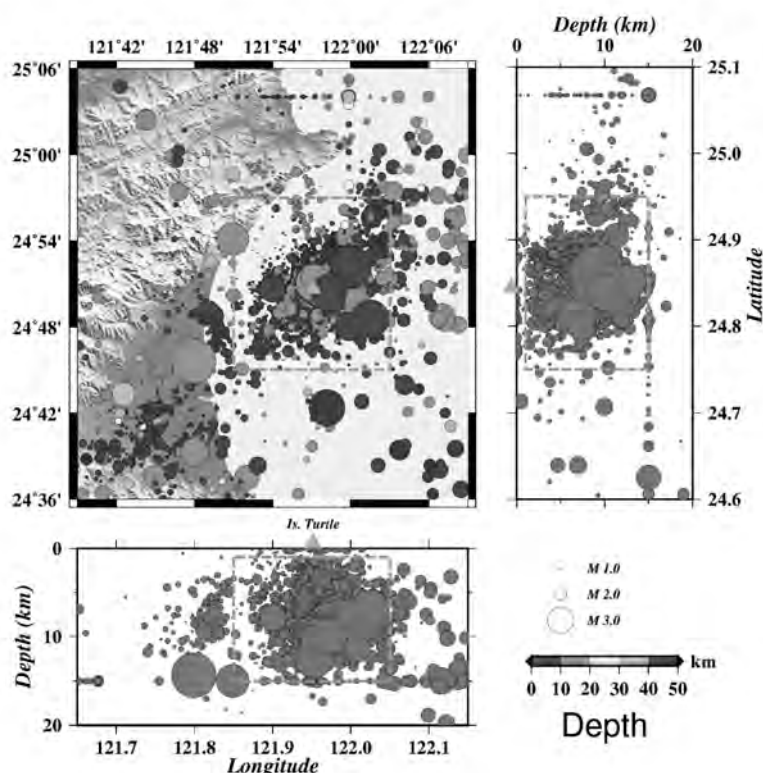 Depth (km)
121°42' 121°48' 121°54' 122°00' 122°06'
0 10 20
25°06'
25°00'
24°54'
24°48'
24°42'
24°36'
25.1
25.0
24.9
24.8
24.7
24.6
Latitude
Is. Turtle
0
10
20
Depth (km)
121.7 121.8 121.9 122.0 122.1
Longitude
M 1.0
M 2.0
M 3.0
km
0 10 20 30 40 50
Depth